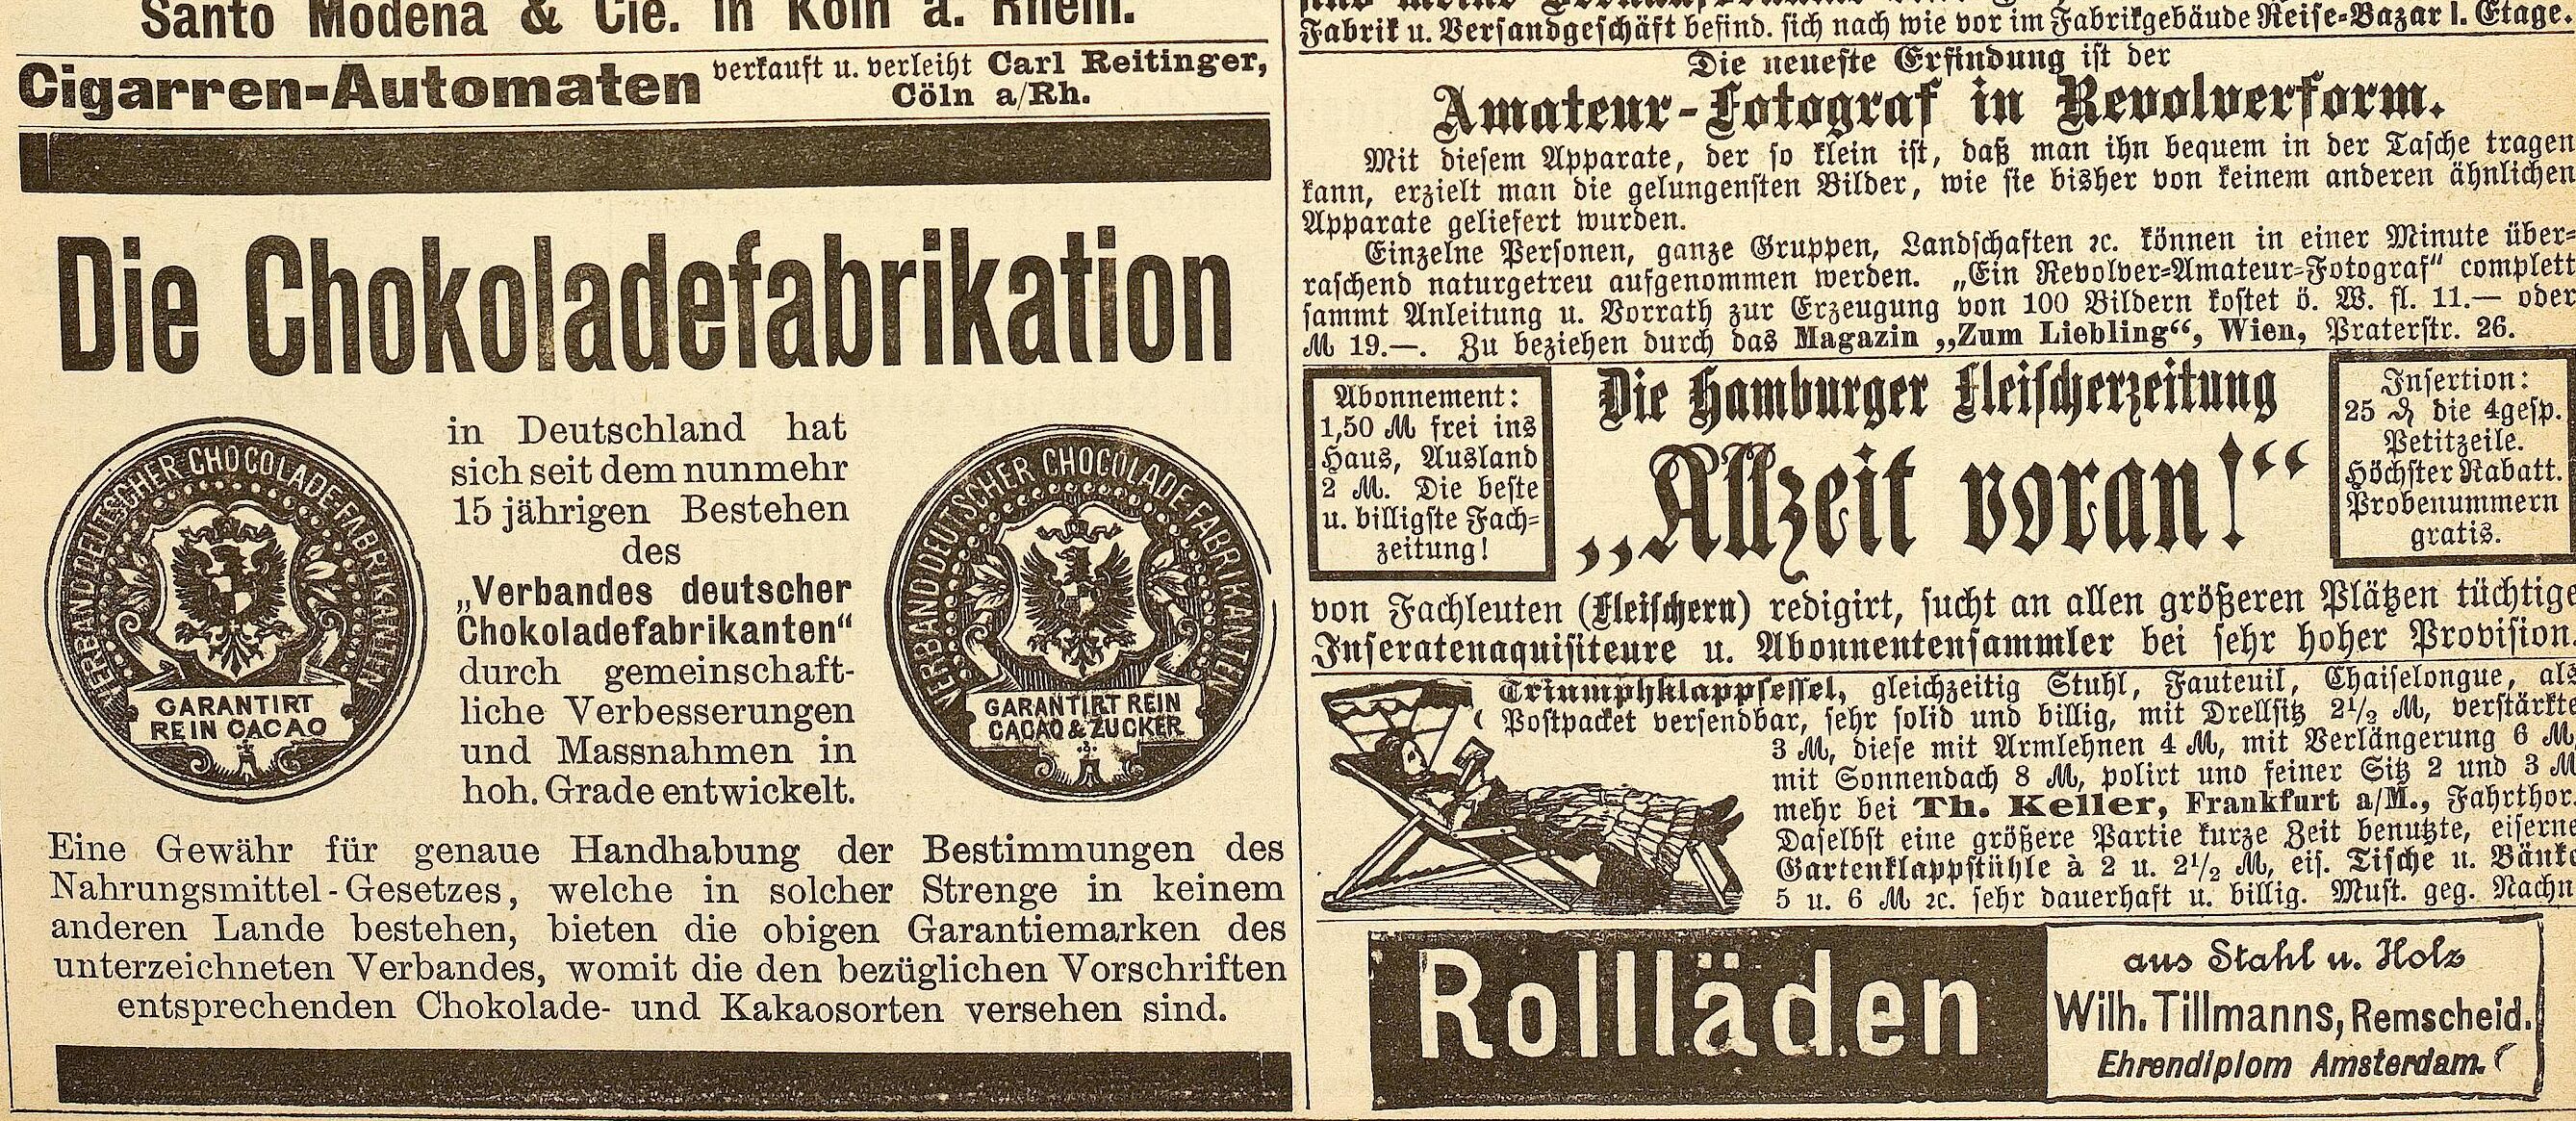 Santo Modena & Cie. in Köln a. Rhein.
Cigarren-Automaten verkauft u. verleiht Carl Reitinger,
Cöln a/Rh.
Die Chokoladefabrikation
VERBAND DEUTSCHER CHOCOLADE-FABRIKANTEN
GARANTIRT
REIN CACAO
in Deutschland hat
sich seit dem nunmehr
15 jährigen Bestehen
des
„Verbandes deutscher
Chokoladefabrikanten“
durch gemeinschaft-
liche Verbesserungen
und Massnahmen in
hoh. Grade entwickelt.
VERBAND DEUTSCHER CHOCOLADE-FABRIKANTEN
GARANTIRT REIN
CACAO & ZUCKER
Eine Gewähr für genaue Handhabung der Bestimmungen des
Nahrungsmittel-Gesetzes, welche in solcher Strenge in keinem
anderen Lande bestehen, bieten die obigen Garantiemarken des
unterzeichneten Verbandes, womit die den bezüglichen Vorschriften
entsprechenden Chokolade- und Kakaosorten versehen sind.
Fabrik u. Versandgeschäft befind. sich nach wie vor im Fabrikgebäude Reise-Bazar I. Etage.
Die neueste Erfindung ist der
Amateur-Fotograf in Revolverform.
Mit diesem Apparate, der so klein ist, daß man ihn bequem in der Tasche tragen
kann, erzielt man die gelungensten Bilder, wie sie bisher von keinem anderen ähnlichen
Apparate geliefert wurden.
Einzelne Personen, ganze Gruppen, Landschaften ꝛc. können in einer Minute über-
raschend naturgetreu aufgenommen werden. „Ein Revolver-Amateur-Fotograf“ complett
sammt Anleitung u. Vorrath zur Erzeugung von 100 Bildern kostet ö. W. fl. 11.— oder
M 19.—. Zu beziehen durch das Magazin „Zum Liebling“, Wien, Praterstr. 26.
Abonnement:
1,50 M frei ins
Haus, Ausland
2 M. Die beste
u. billigste Fach-
zeitung!
Die Hamburger Fleischerzeitung
„Allzeit voran!“
Insertion:
25 ₰ die 4gesp.
Petitzeile.
Höchster Rabatt.
Probenummern
gratis.
von Fachleuten (Fleischern) redigirt, sucht an allen größeren Plätzen tüchtige
Inseratenaquisiteure u. Abonnentensammler bei sehr hoher Provision.
Triumphklappsessel, gleichzeitig Stuhl, Fauteuil, Chaiselongue, als
Postpacket versendbar, sehr solid und billig, mit Drellsitz 2½ M, verstärkte
3 M, diese mit Armlehnen 4 M, mit Verlängerung 6 M
mit Sonnendach 8 M, polirt und feiner Sitz 2 und 3 M
mehr bei Th. Keller, Frankfurt a/M., Fahrthor.
Daselbst eine größere Partie kurze Zeit benutzte, eiserne
Gartenklappstühle à 2 u. 2½ M, eis. Tische u. Bänke
5 u. 6 M ꝛc. sehr dauerhaft u. billig. Must. geg. Nachn
Rollläden
aus Stahl u. Holz
Wilh. Tillmanns, Remscheid.
Ehrendiplom Amsterdam.